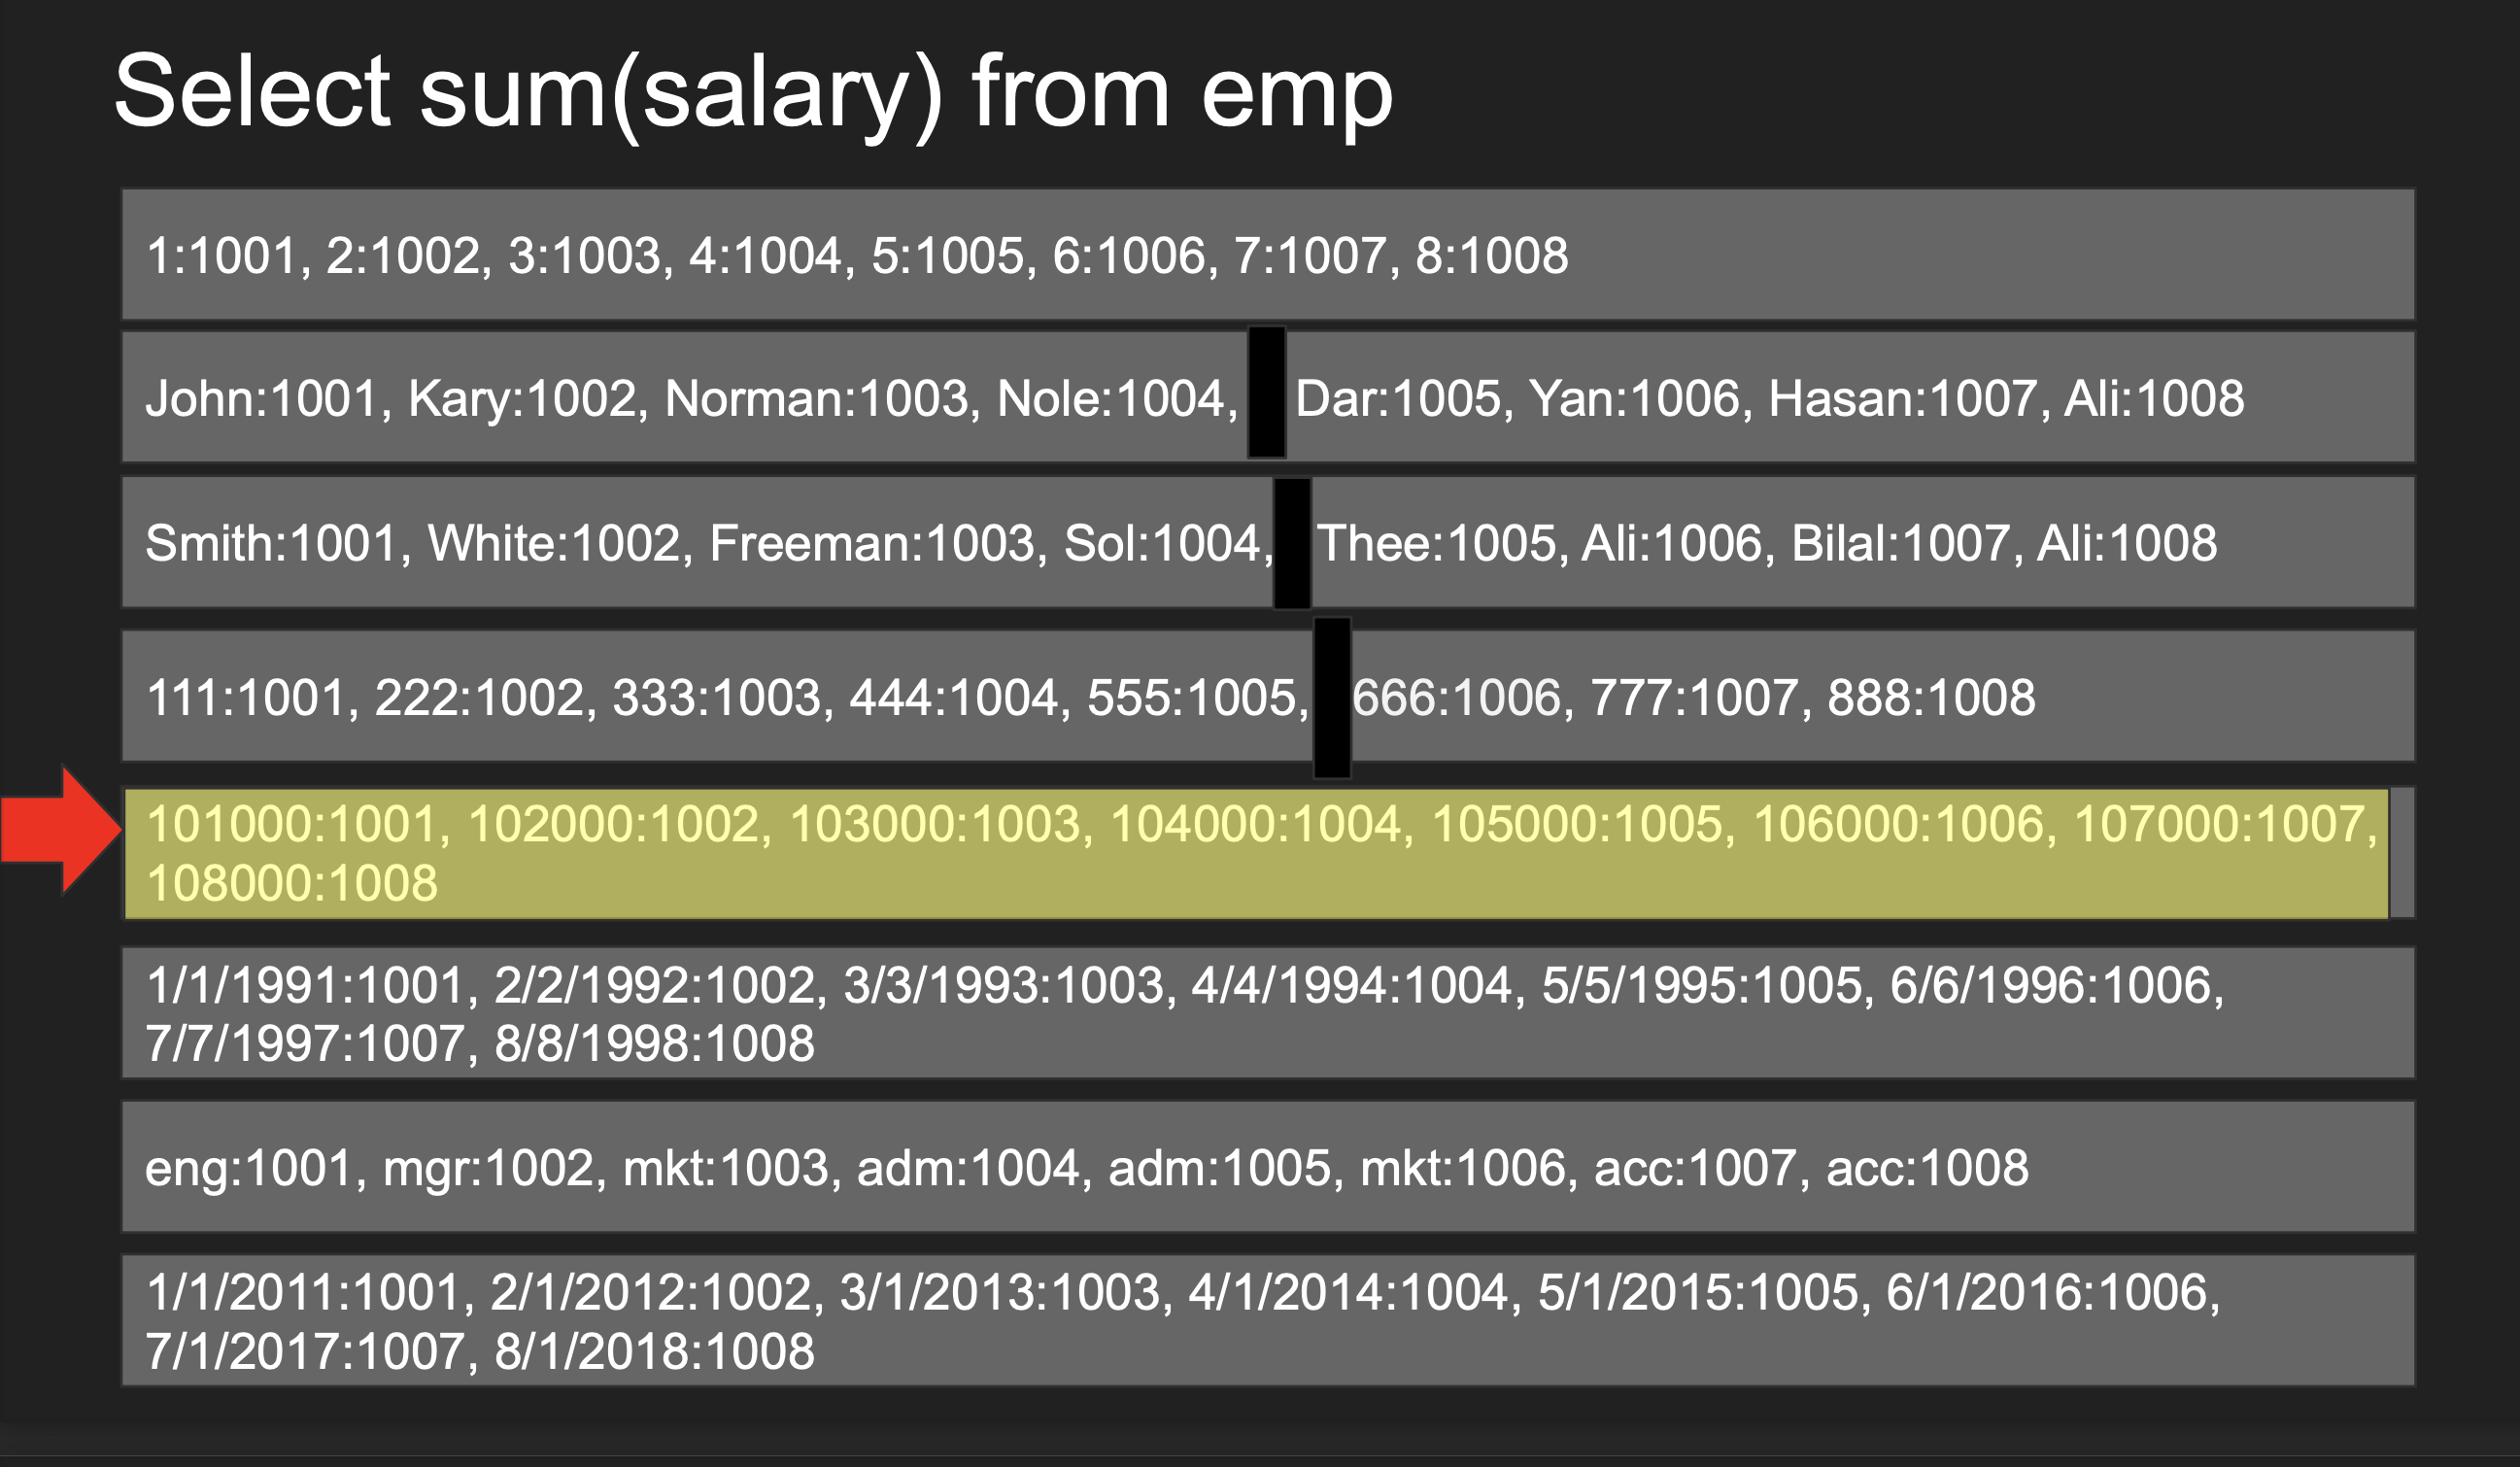 Select sum(salary) from emp
1:1001, 2:1002, 3:1003, 4:1004, 5:1005, 6:1006, 7:1007, 8:1008
John:1001, Kary:1002, Norman:1003, Nole:1004, Dar:1005, Yan:1006, Hasan:1007, Ali:1008
Smith:1001, White:1002, Freeman:1003, Sol:1004, Thee:1005, Ali:1006, Bilal:1007, Ali:1008
111:1001, 222:1002, 333:1003, 444:1004, 555:1005, 666:1006, 777:1007, 888:1008
101000:1001, 102000:1002, 103000:1003, 104000:1004, 105000:1005, 106000:1006, 107000:1007,
108000:1008
1/1/1991:1001, 2/2/1992:1002, 3/3/1993:1003, 4/4/1994:1004, 5/5/1995:1005, 6/6/1996:1006,
7/7/1997:1007, 8/8/1998:1008
eng:1001, mgr:1002, mkt:1003, adm:1004, adm:1005, mkt:1006, acc:1007, acc:1008
1/1/2011:1001, 2/1/2012:1002, 3/1/2013:1003, 4/1/2014:1004, 5/1/2015:1005, 6/1/2016:1006,
7/1/2017:1007, 8/1/2018:1008